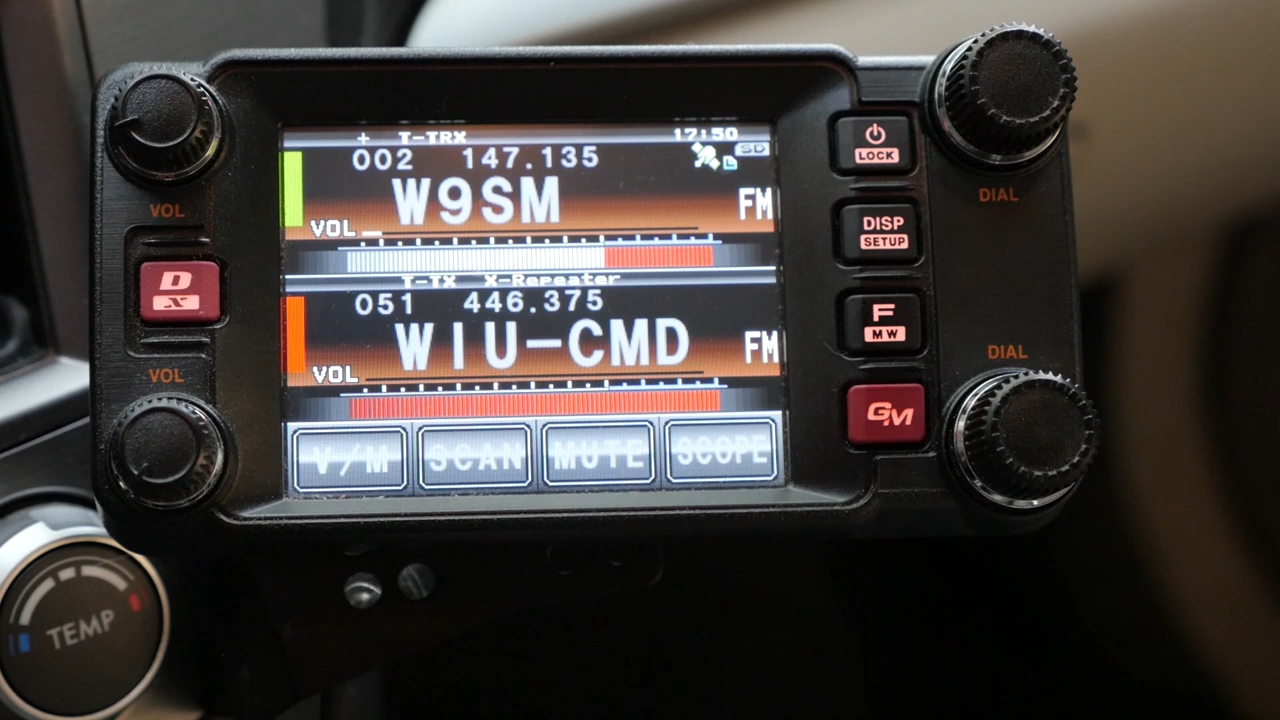 + T-TRX 17:50
002 147.135 SD
W9SM FM
VOL
T-TX X-Repeater
051 446.375
WIU-CMD FM
VOL
V/M SCAN MUTE SCOPE
VOL
D
X
VOL
LOCK
DISP
SETUP
F
MW
GM
DIAL
DIAL
TEMP